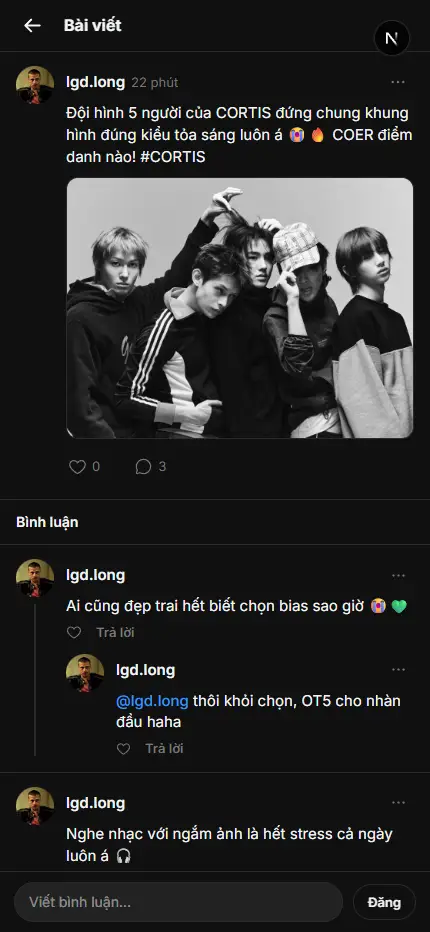 Bài viết
N
lgd.long 22 phút
Đội hình 5 người của CORTIS đứng chung khung
hình đúng kiểu tỏa sáng luôn á 😭🔥 COER điểm
danh nào! #CORTIS
0
3
Bình luận
lgd.long
Ai cũng đẹp trai hết biết chọn bias sao giờ 😭💚
Trả lời
lgd.long
@lgd.long thôi khỏi chọn, OT5 cho nhàn
đầu haha
Trả lời
lgd.long
Nghe nhạc với ngắm ảnh là hết stress cả ngày
luôn á 🎧
Viết bình luận...
Đăng